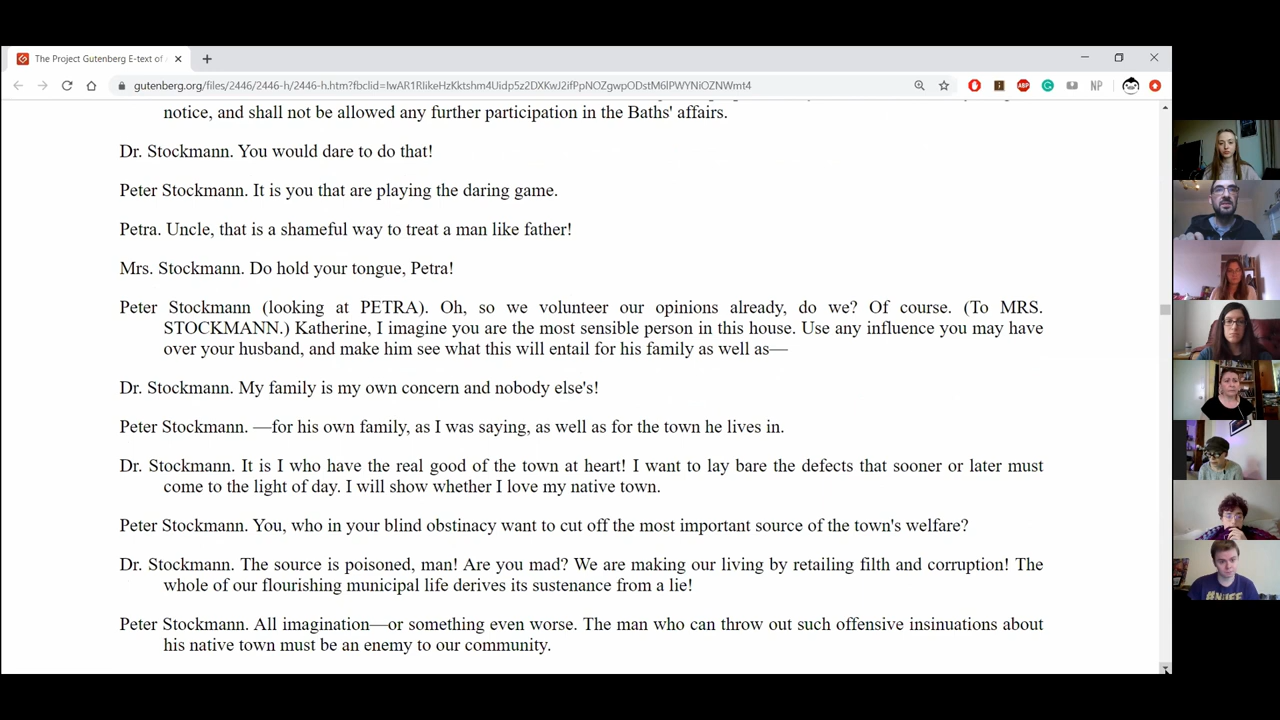 The Project Gutenberg E-text of
gutenberg.org/files/2446/2446-h/2446-h.htm?fbclid=
NP
notice, and shall not be allowed any further participation in the Baths' affairs.
Dr. Stockmann. You would dare to do that!
Peter Stockmann. It is you that are playing the daring game.
Petra. Uncle, that is a shameful way to treat a man like father!
Mrs. Stockmann. Do hold your tongue, Petra!
Peter Stockmann (looking at PETRA). Oh, so we volunteer our opinions already, do we? Of course. (To MRS.
STOCKMANN.) Katherine, I imagine you are the most sensible person in this house. Use any influence you may have
over your husband, and make him see what this will entail for his family as well as—
Dr. Stockmann. My family is my own concern and nobody else's!
Peter Stockmann. —for his own family, as I was saying, as well as for the town he lives in.
Dr. Stockmann. It is I who have the real good of the town at heart! I want to lay bare the defects that sooner or later must
come to the light of day. I will show whether I love my native town.
Peter Stockmann. You, who in your blind obstinacy want to cut off the most important source of the town's welfare?
Dr. Stockmann. The source is poisoned, man! Are you mad? We are making our living by retailing filth and corruption! The
whole of our flourishing municipal life derives its sustenance from a lie!
Peter Stockmann. All imagination—or something even worse. The man who can throw out such offensive insinuations about
his native town must be an enemy to our community.